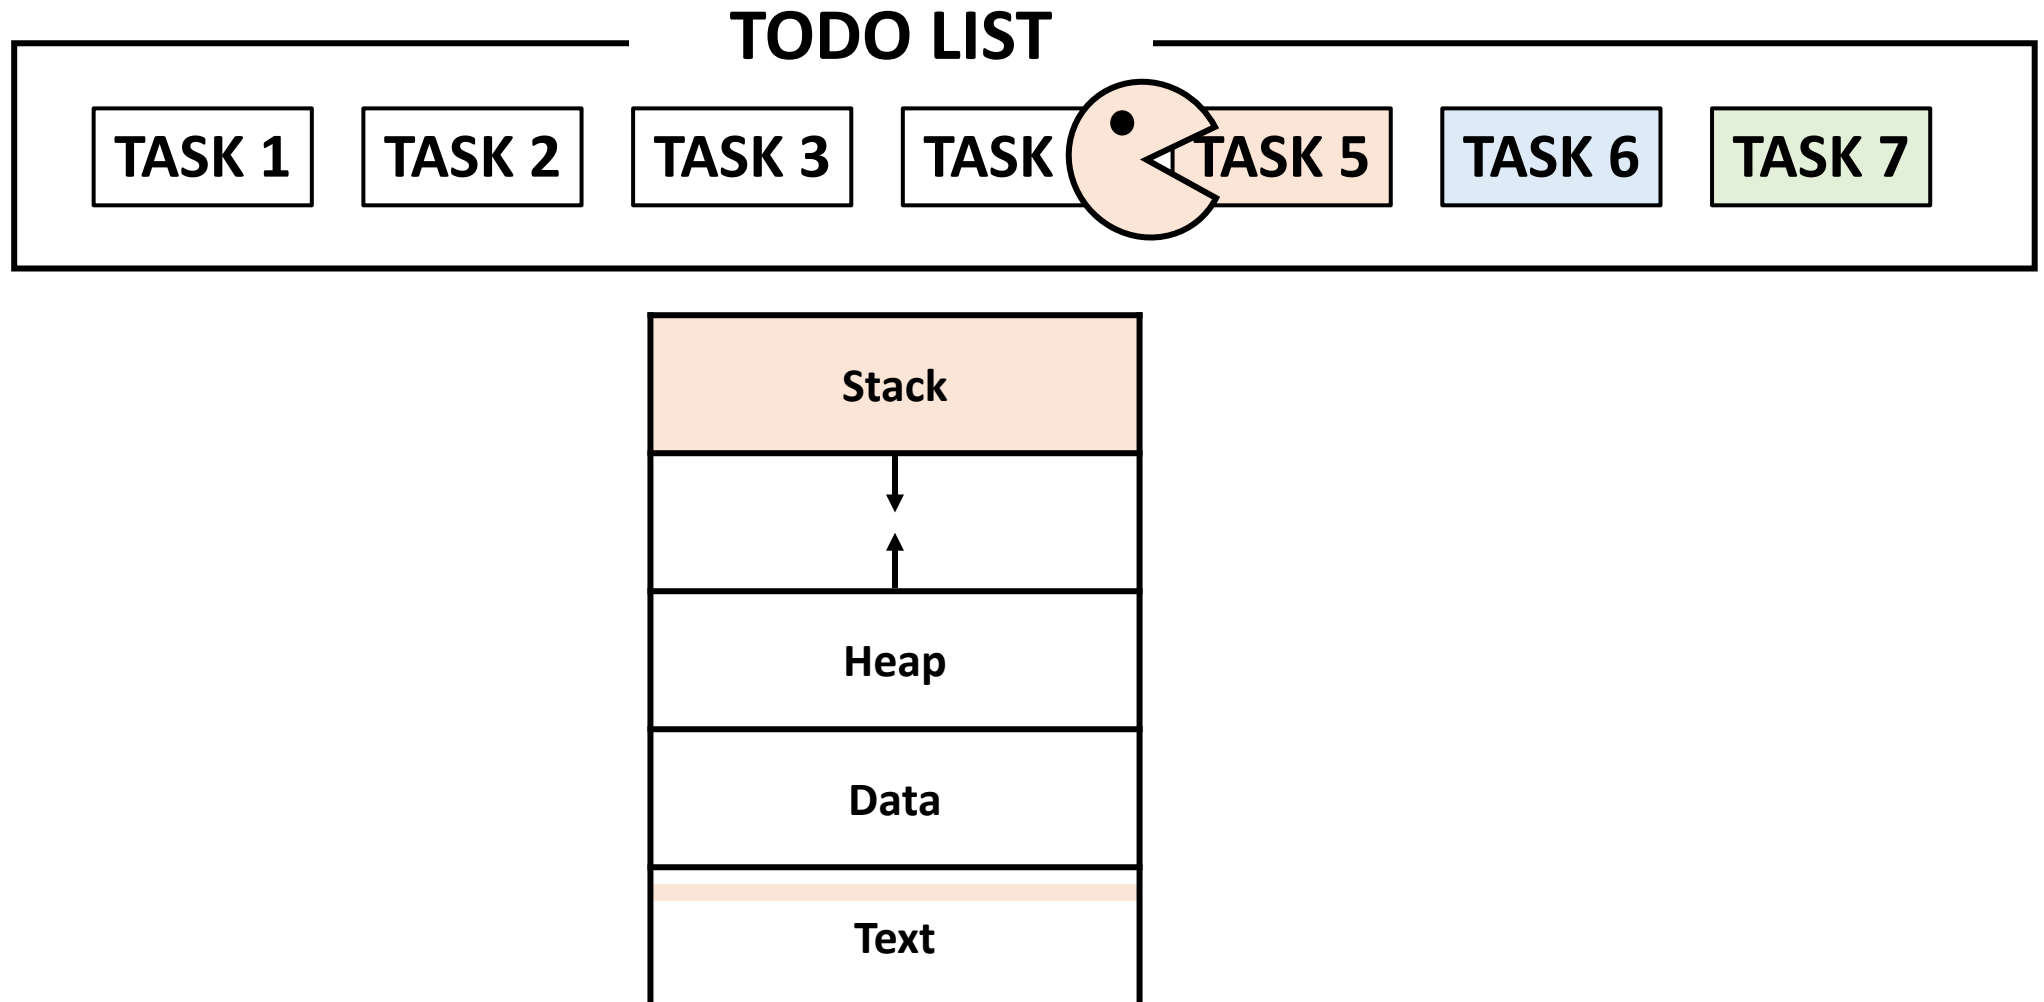 TODO LIST
TASK 1 TASK 2 TASK 3 TASK TASK 5 TASK 6 TASK 7
Stack
Heap
Data
Text